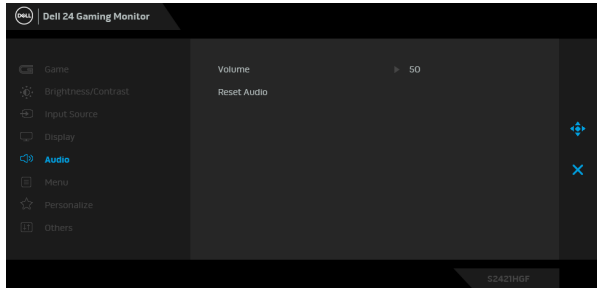 DELL
Dell 24 Gaming Monitor
Game
Brightness/Contrast
Input Source
Display
Audio
Menu
Personalize
Others
Volume
50
Reset Audio
S2421HGF